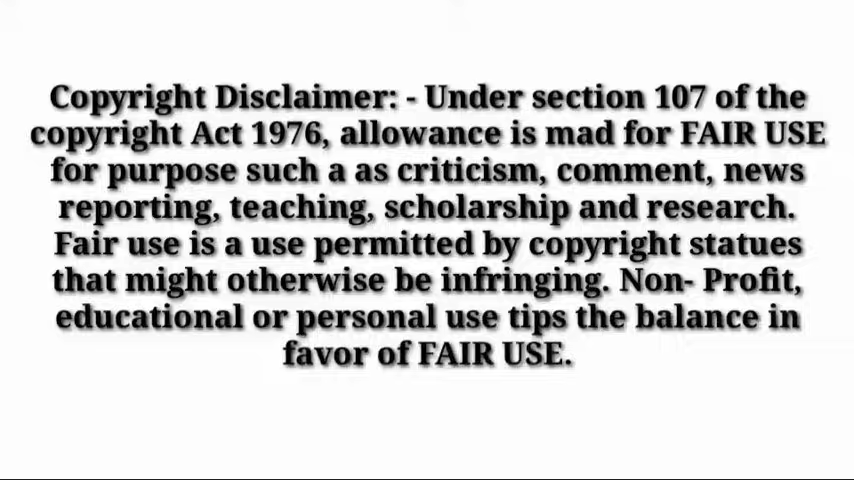 Copyright Disclaimer: - Under section 107 of the
copyright Act 1976, allowance is mad for FAIR USE
for purpose such a as criticism, comment, news
reporting, teaching, scholarship and research.
Fair use is a use permitted by copyright statues
that might otherwise be infringing. Non- Profit,
educational or personal use tips the balance in
favor of FAIR USE.